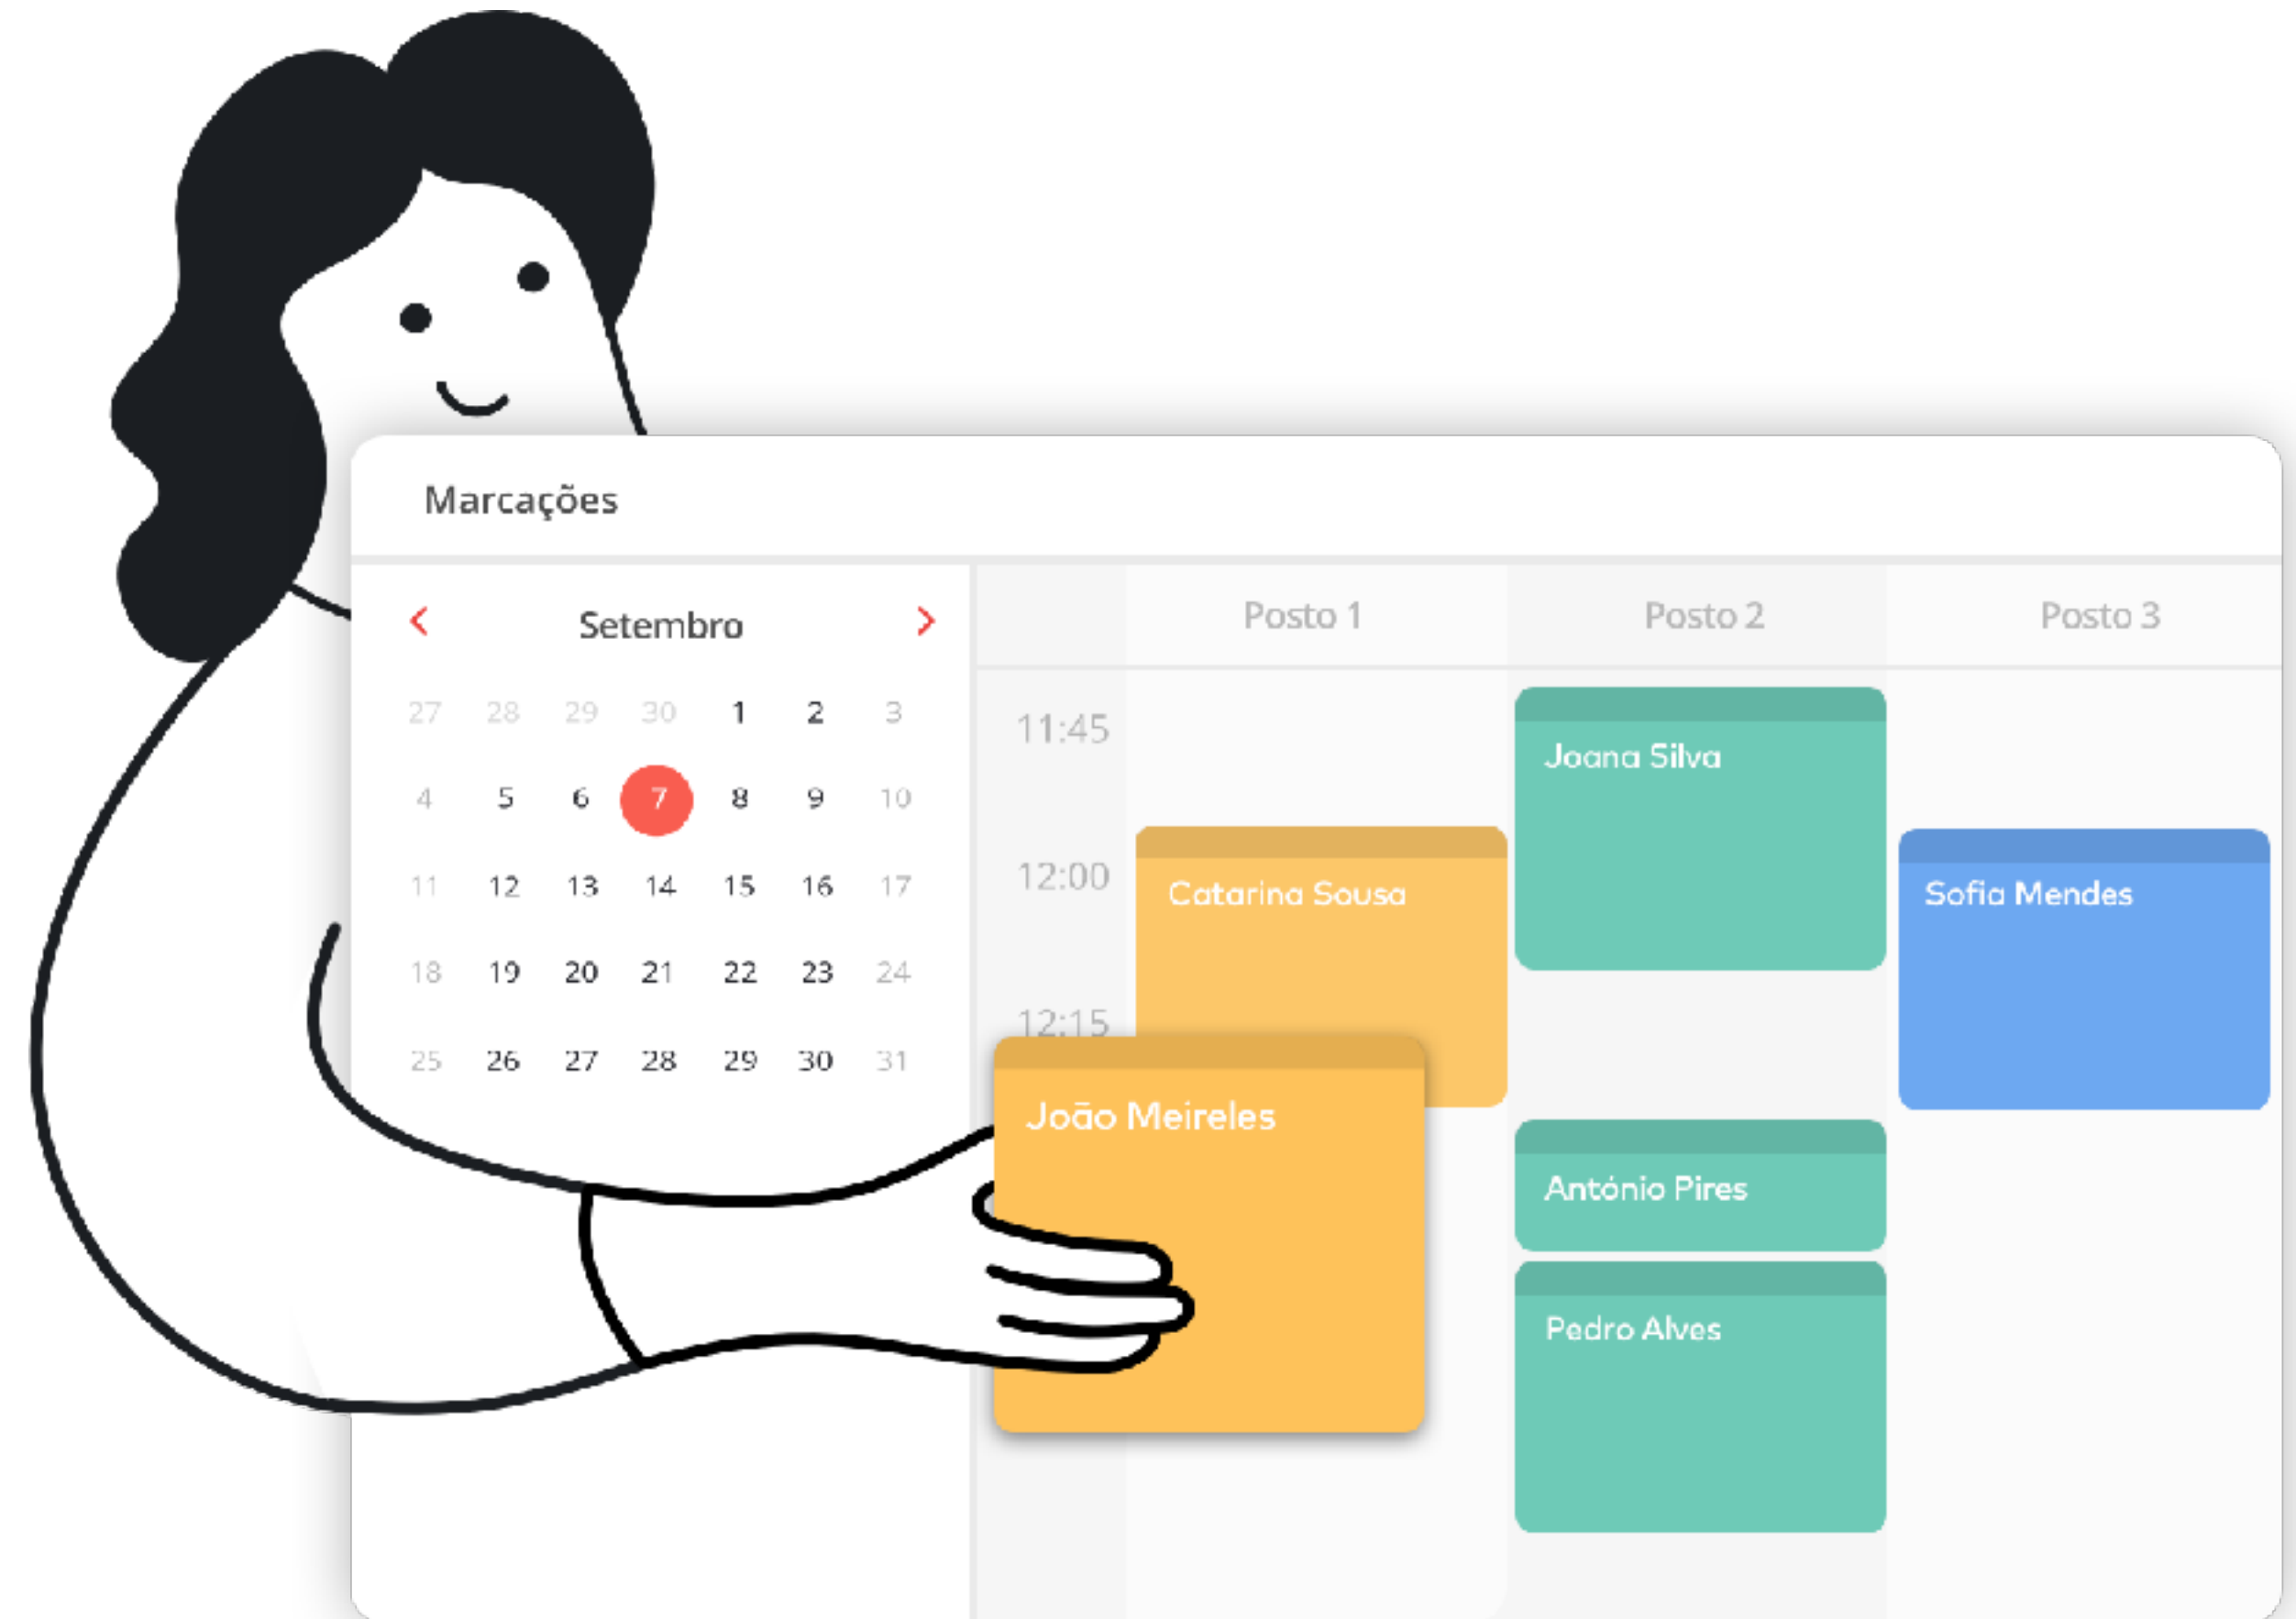 Marcações
Setembro
27 28 29 30 1 2 3
4 5 6 7 8 9 10
11 12 13 14 15 16 17
18 19 20 21 22 23 24
25 26 27 28 29 30 31
Posto 1 Posto 2 Posto 3
11:45
12:00
12:15
Joana Silva
Catarina Sousa
Sofia Mendes
João Meireles
António Pires
Pedro Alves